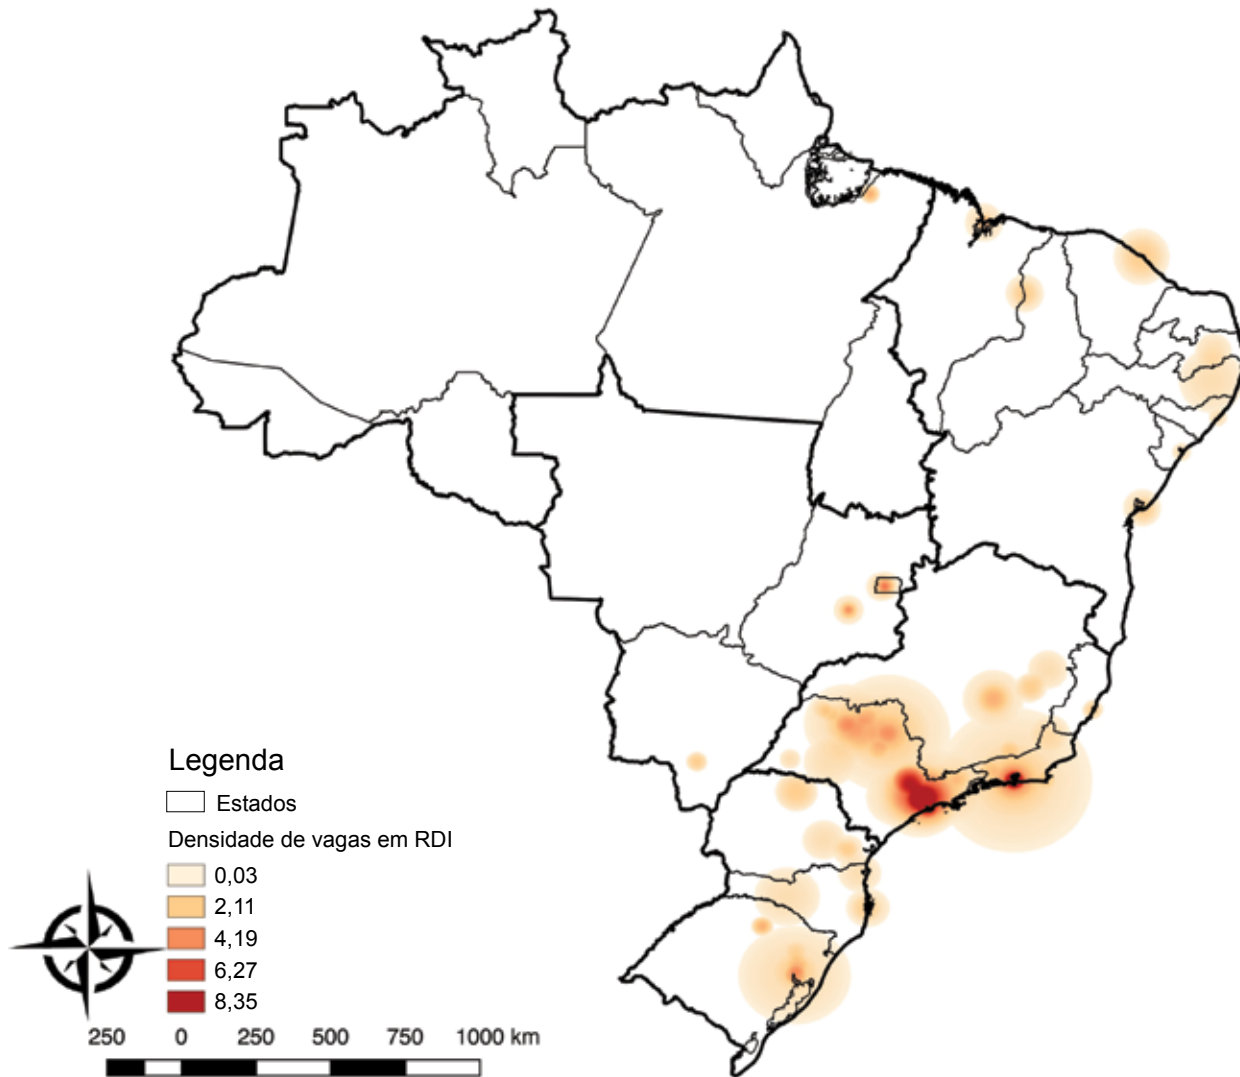 Legenda
Estados
Densidade de vagas em RDI
0,03
2,11
4,19
6,27
8,35
250 0 250 500 750 1000 km